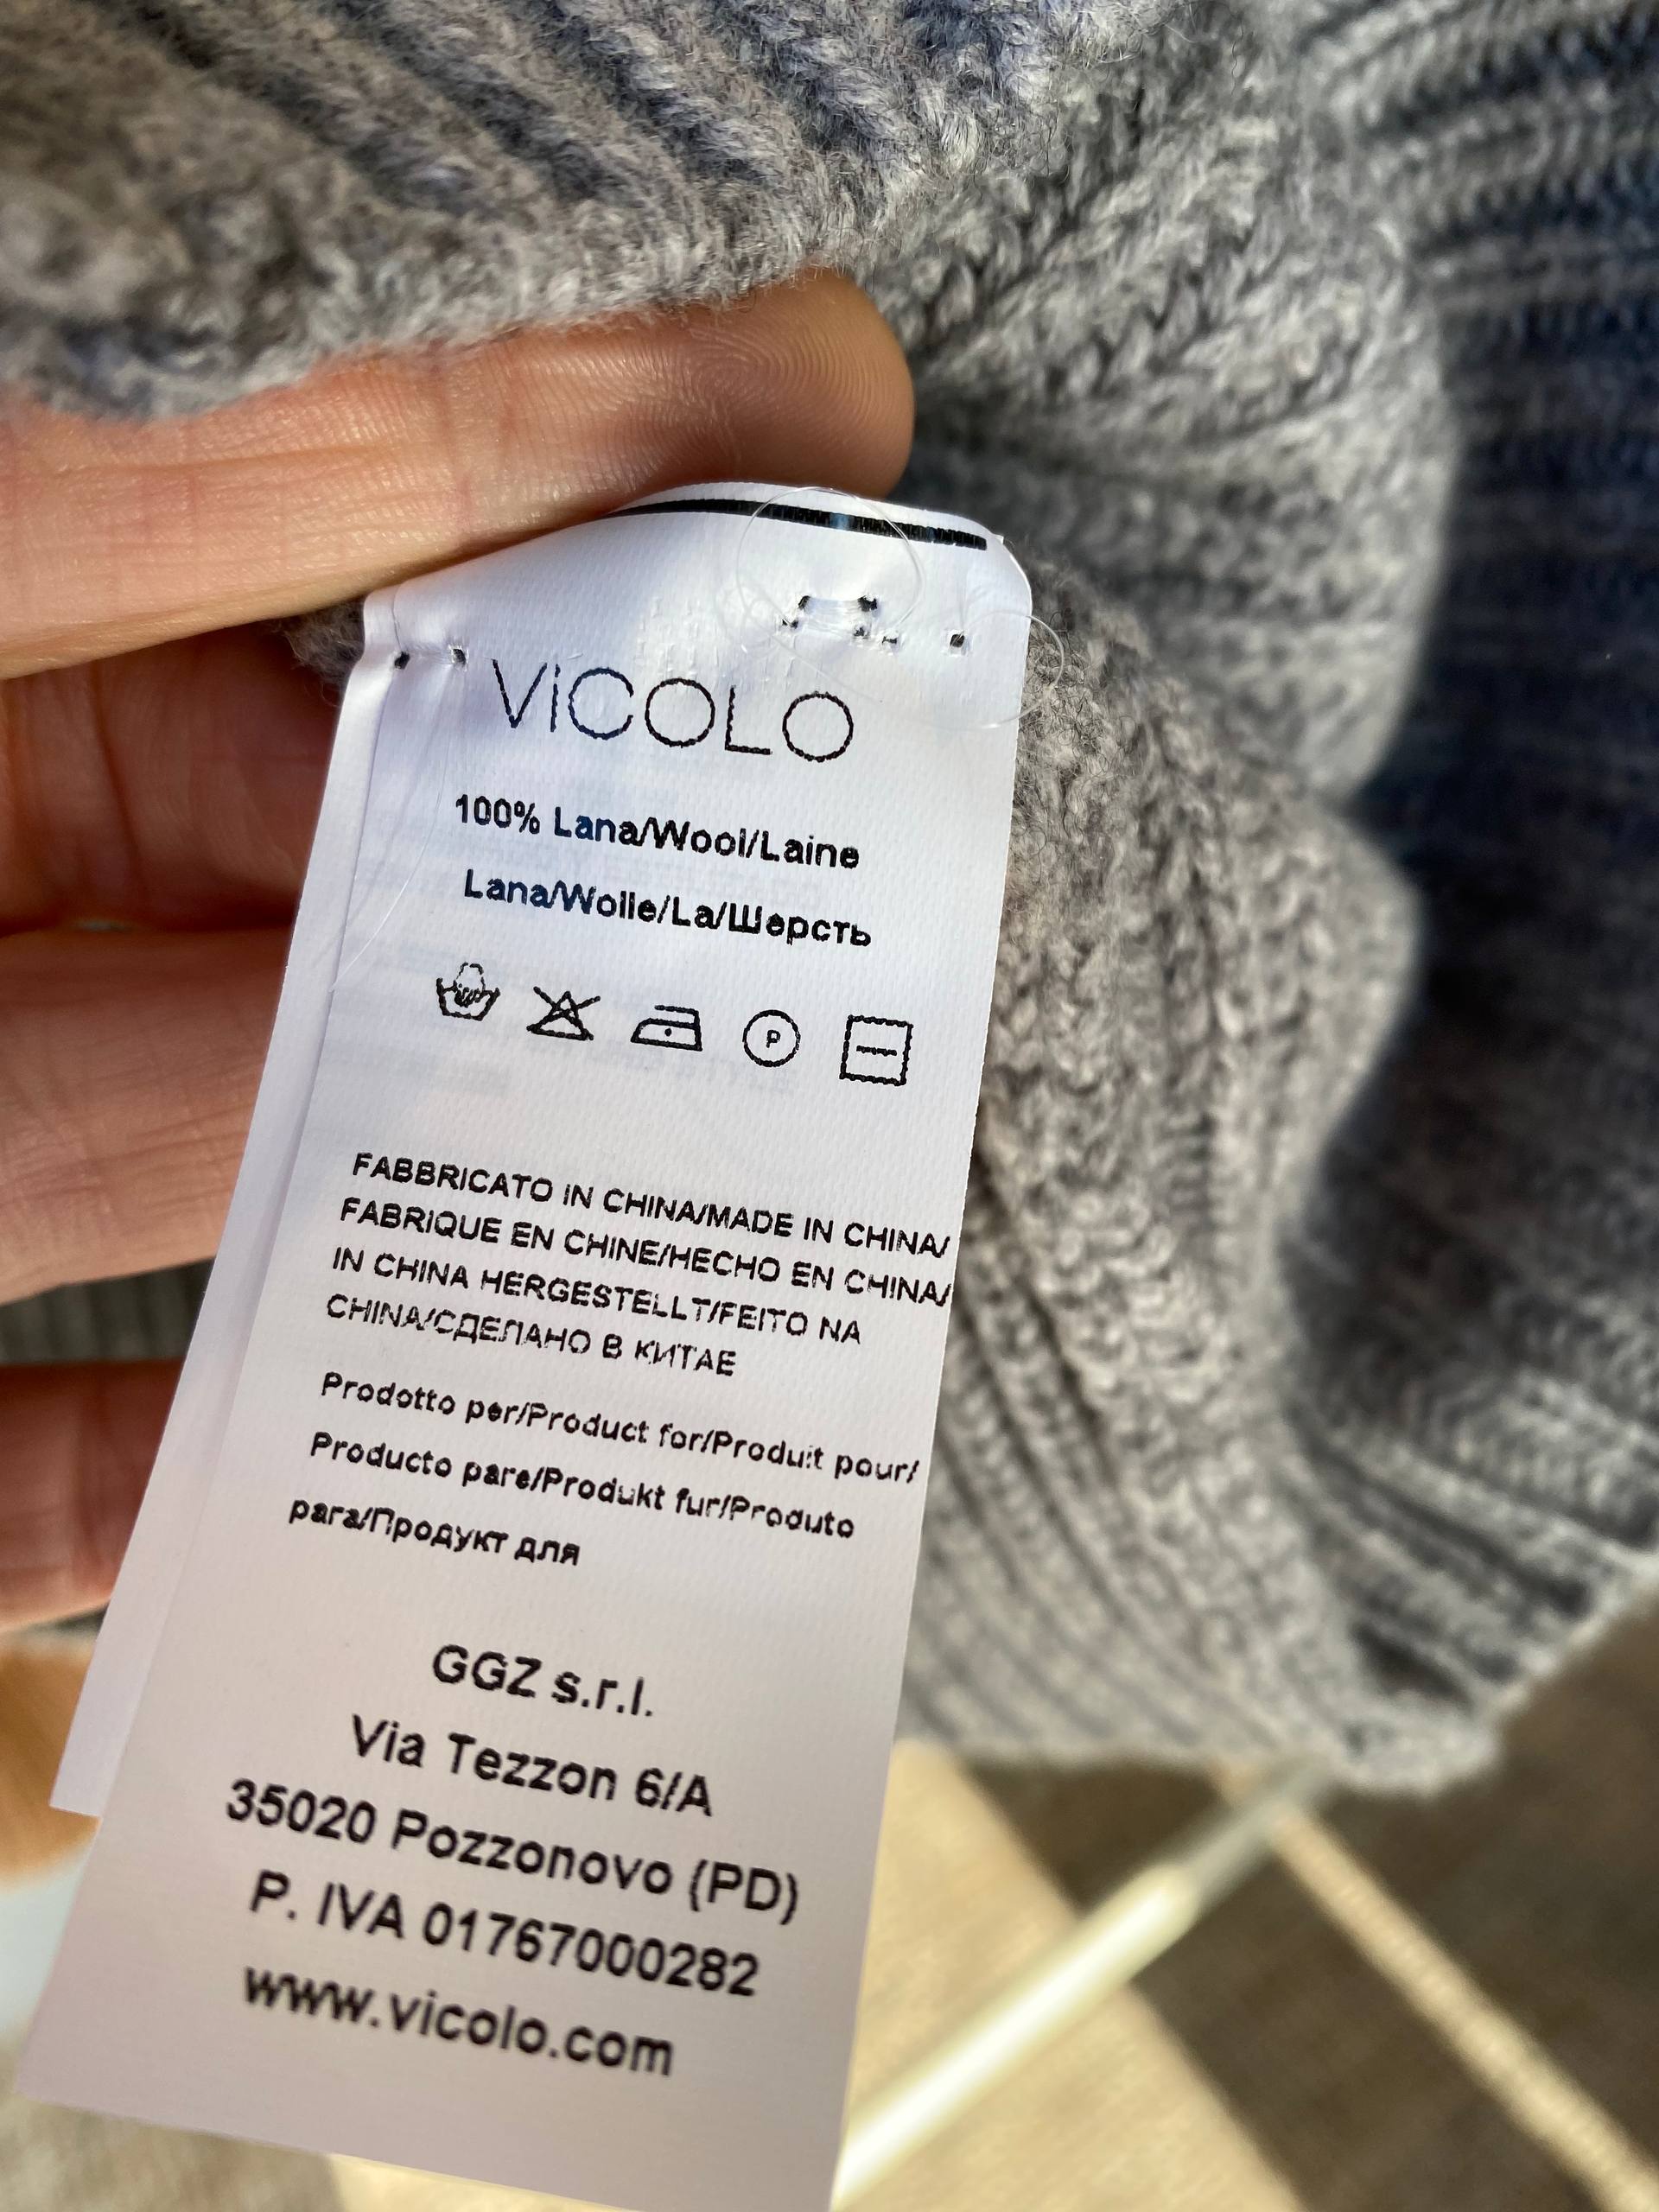 ViCOLO
100% Lana/Wool/Laine
Lana/Wolle/La/Шерсть
P
FABBRICATO IN CHINA/MADE IN CHINA/
FABRIQUE EN CHINE/HECHO EN CHINA/
IN CHINA HERGESTELLT/FEITO NA
CHINA/СДЕЛАНО В КИТАЕ
Prodotto per/Product for/Produit pour/
Producto pare/Produkt fur/Produto
para/Продукт для
GGZ s.r.l.
Via Tezzon 6/A
35020 Pozzonovo (PD)
P. IVA 01767000282
www.vicolo.com